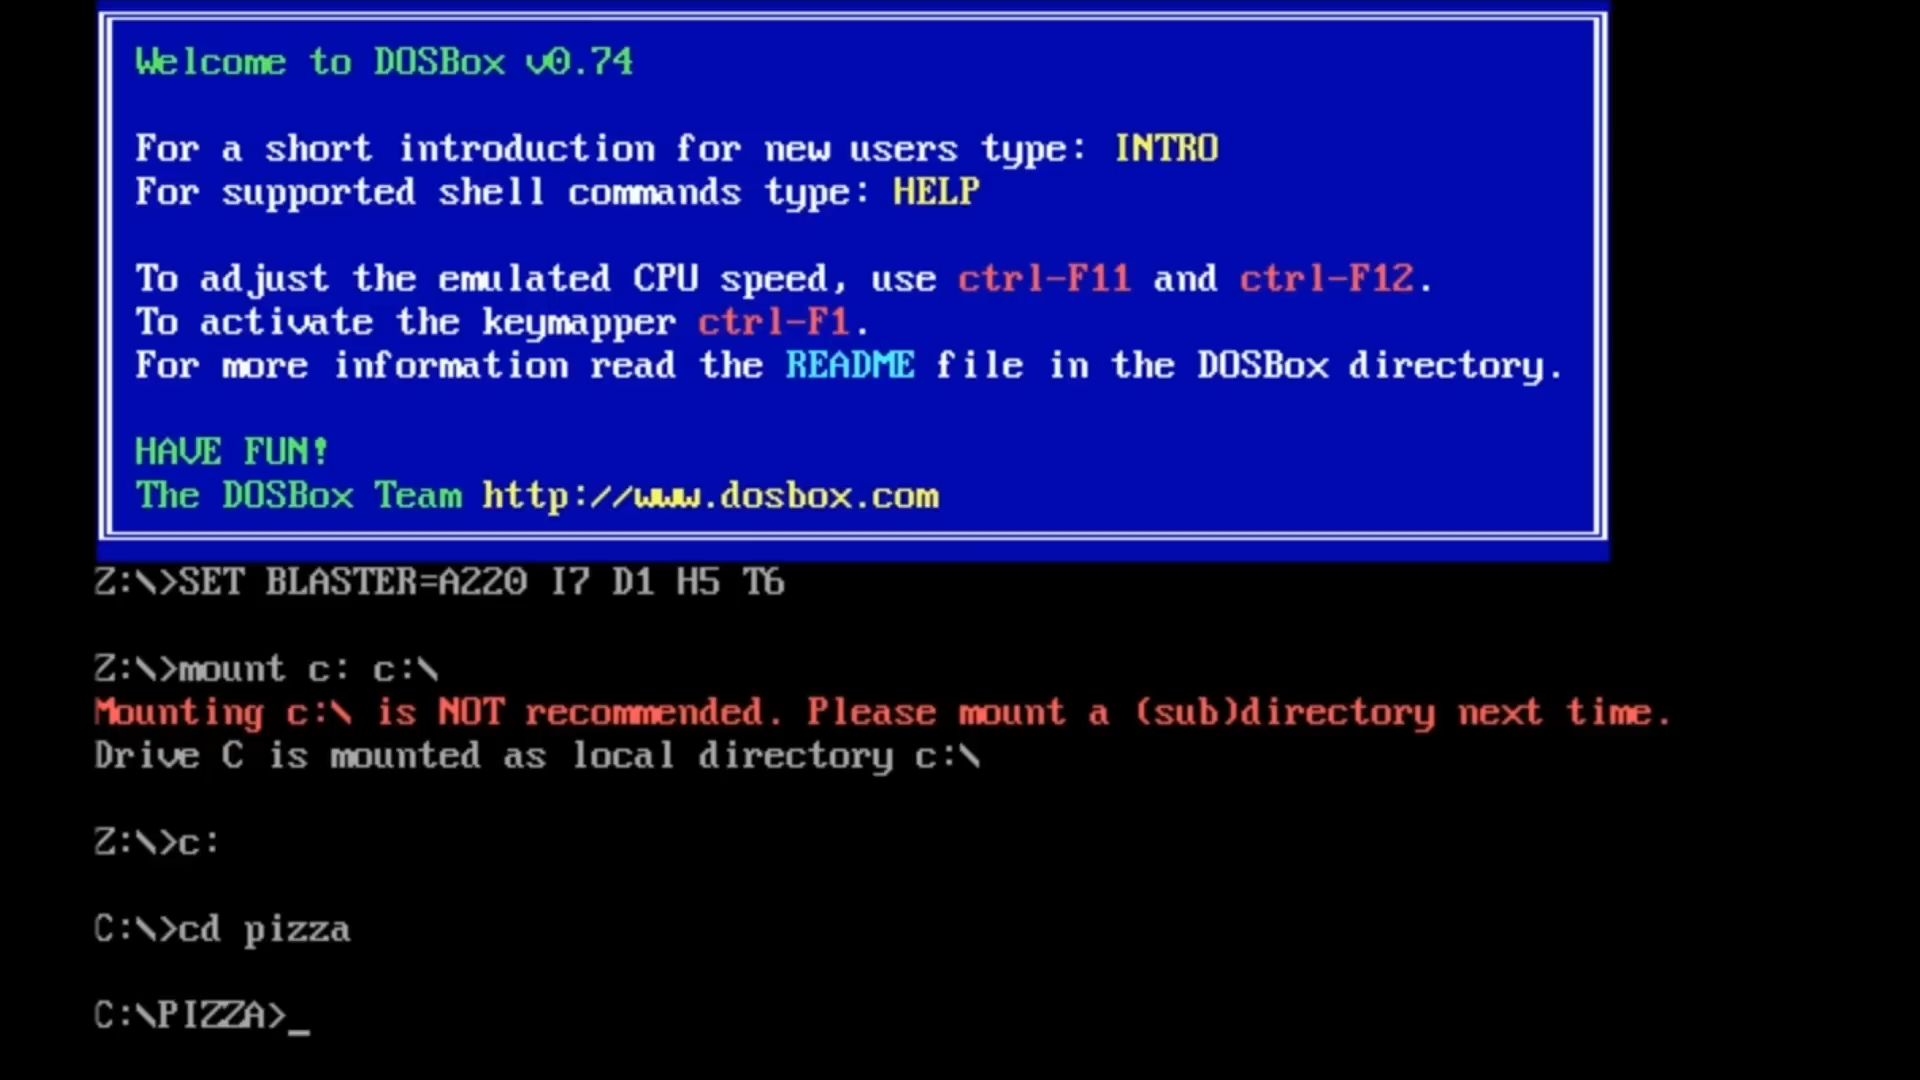 Welcome to DOSBox v0.74
For a short introduction for new users type: INTRO
For supported shell commands type: HELP
To adjust the emulated CPU speed, use ctrl-F11 and ctrl-F12.
To activate the keymapper ctrl-F1.
For more information read the README file in the DOSBox directory.
HAVE FUN!
The DOSBox Team http://www.dosbox.com
Z:\>SET BLASTER=A220 I7 D1 H5 T6
Z:\>mount c: c:\
Mounting c:\ is NOT recommended. Please mount a (sub)directory next time.
Drive C is mounted as local directory c:\
Z:\>c:
C:\>cd pizza
C:\PIZZA>_